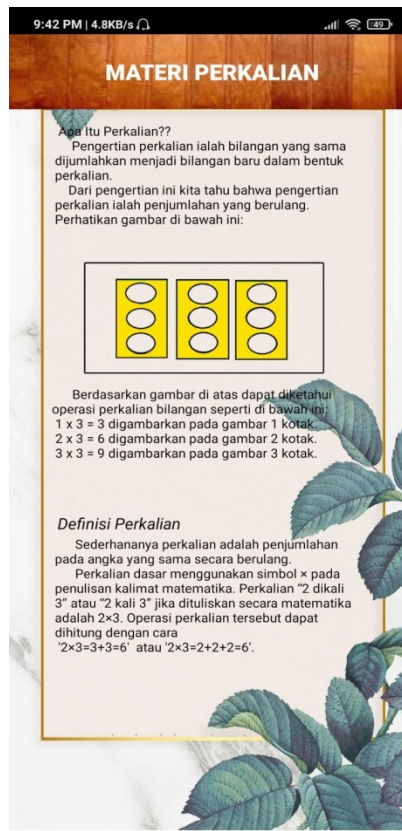 9:42 PM | 4.8KB/s
49
MATERI PERKALIAN
Apa Itu Perkalian??
Pengertian perkalian ialah bilangan yang sama
dijumlahkan menjadi bilangan baru dalam bentuk
perkalian.
Dari pengertian ini kita tahu bahwa pengertian
perkalian ialah penjumlahan yang berulang.
Perhatikan gambar di bawah ini:
Berdasarkan gambar di atas dapat diketahui
operasi perkalian bilangan seperti di bawah ini:
1 x 3 = 3 digambarkan pada gambar 1 kotak.
2 x 3 = 6 digambarkan pada gambar 2 kotak.
3 x 3 = 9 digambarkan pada gambar 3 kotak.
Definisi Perkalian
Sederhananya perkalian adalah penjumlahan
pada angka yang sama secara berulang.
Perkalian dasar menggunakan simbol × pada
penulisan kalimat matematika. Perkalian “2 dikali
3” atau “2 kali 3” jika dituliskan secara matematika
adalah 2×3. Operasi perkalian tersebut dapat
dihitung dengan cara
'2×3=3+3=6' atau '2×3=2+2+2=6'.